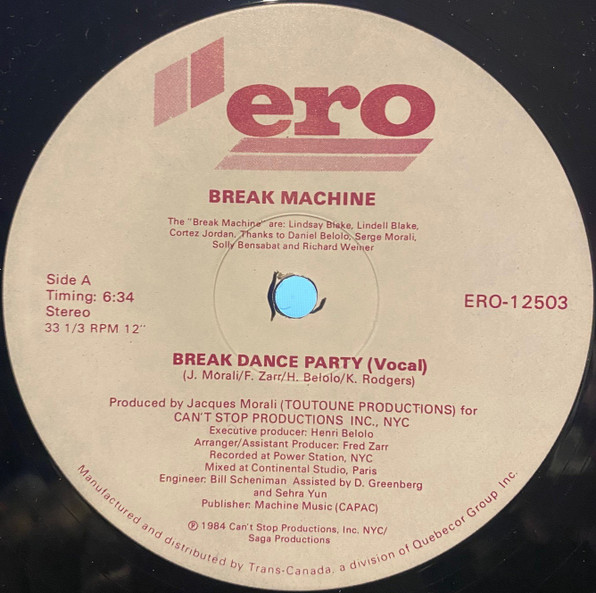 ero
BREAK MACHINE
The "Break Machine" are: Lindsay Blake, Lindell Blake,
Cortez Jordan, Thanks to Daniel Belolo, Serge Morali,
Solly Bensabat and Richard Weiner
Side A
Timing: 6:34
Stereo
33 1/3 RPM 12"
ERO-12503
BREAK DANCE PARTY (Vocal)
(J. Morali/F. Zarr/H. Belolo/K. Rodgers)
Produced by Jacques Morali (TOUTOUNE PRODUCTIONS) for
CAN'T STOP PRODUCTIONS INC., NYC
Executive producer: Henri Belolo
Arranger/Assistant Producer: Fred Zarr
Recorded at Power Station, NYC
Mixed at Continental Studio, Paris
Engineer: Bill Scheniman Assisted by D. Greenberg
and Sehra Yun
Publisher: Machine Music (CAPAC)
℗ 1984 Can't Stop Productions, Inc. NYC/
Saga Productions
Manufactured and distributed by Trans-Canada, a division of Quebecor Group Inc.